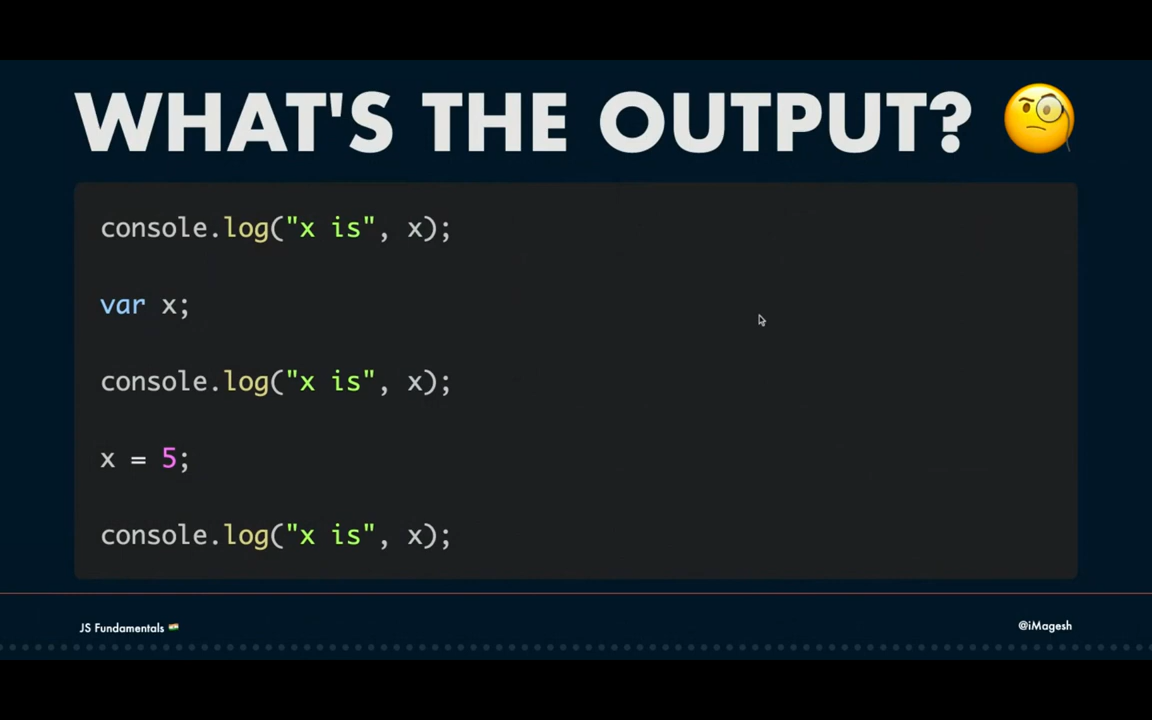 WHAT'S THE OUTPUT? 🧐
console.log("x is", x);
var x;
console.log("x is", x);
x = 5;
console.log("x is", x);
JS Fundamentals 🇮🇳
@iMagesh